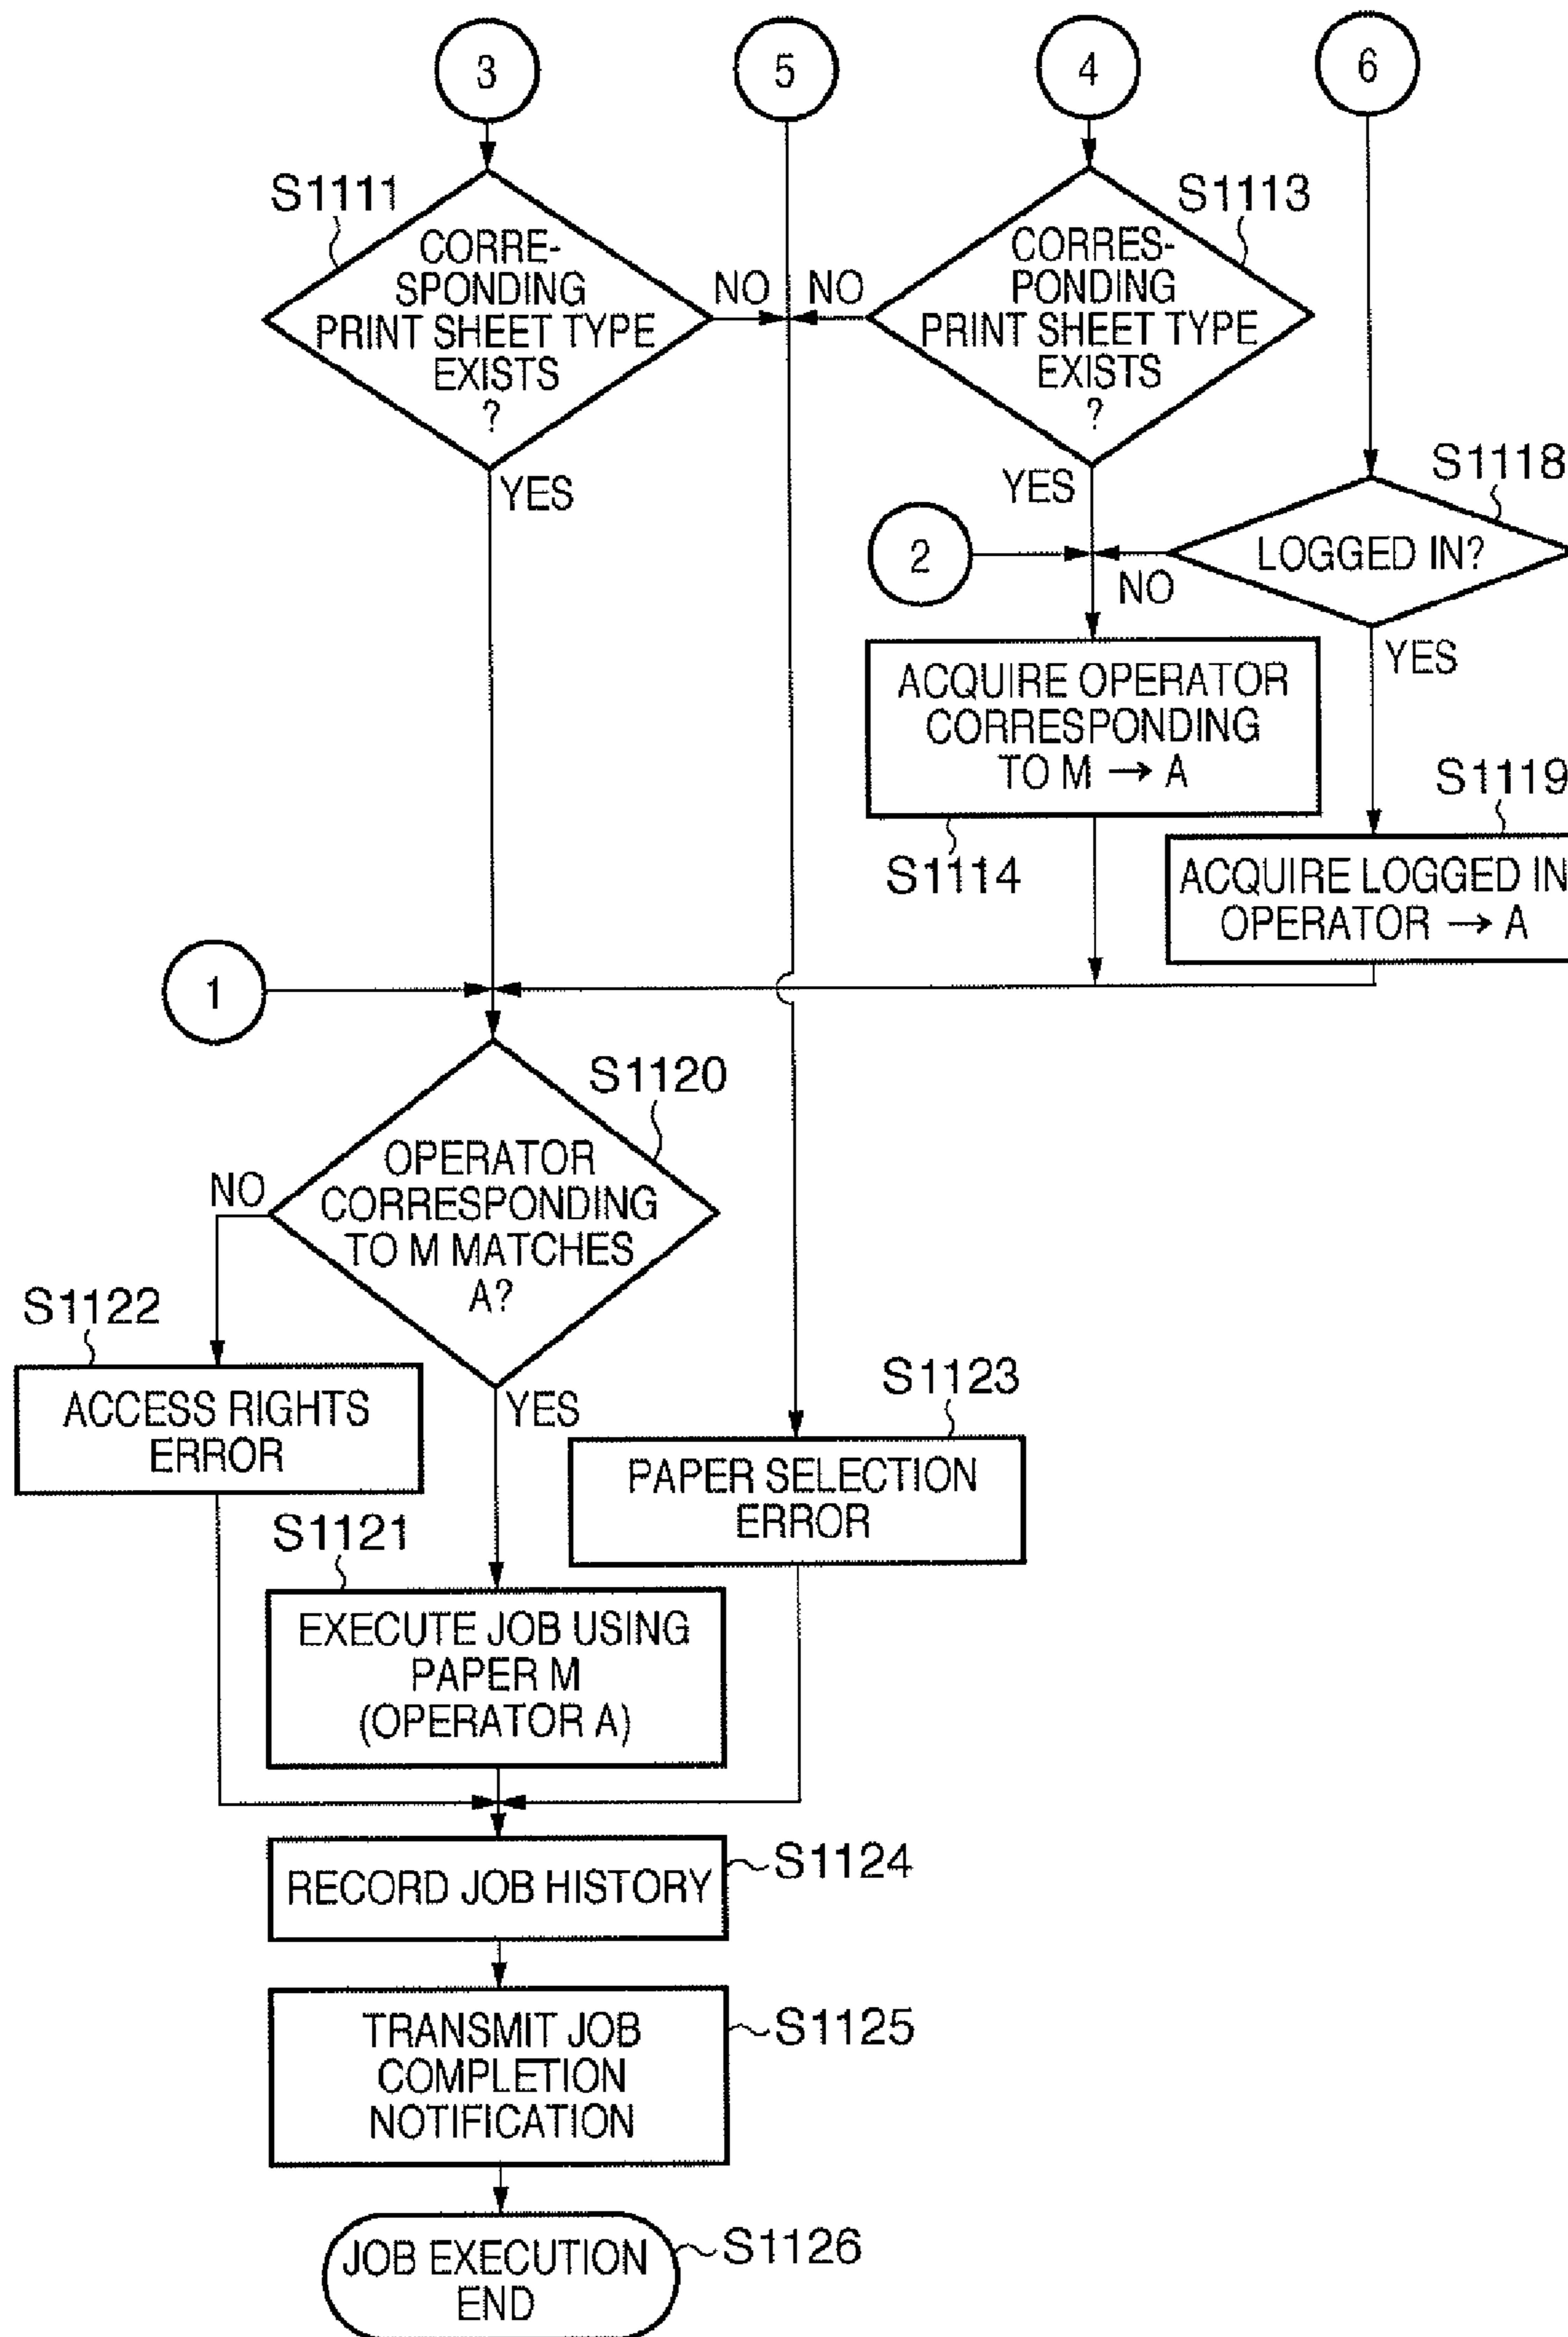 3
5
4
6
S1111
CORRE-
SPONDING
PRINT SHEET TYPE
EXISTS
?
NO
NO
S1113
CORRES-
PONDING
PRINT SHEET TYPE
EXISTS
?
YES
YES
S1118
LOGGED IN?
NO
YES
2
ACQUIRE OPERATOR
CORRESPONDING
TO M → A
S1114
S1119
ACQUIRE LOGGED IN
OPERATOR → A
1
S1120
OPERATOR
CORRESPONDING
TO M MATCHES
A?
NO
YES
S1122
ACCESS RIGHTS
ERROR
S1123
PAPER SELECTION
ERROR
S1121
EXECUTE JOB USING
PAPER M
(OPERATOR A)
RECORD JOB HISTORY
S1124
TRANSMIT JOB
COMPLETION
NOTIFICATION
S1125
JOB EXECUTION
END
S1126